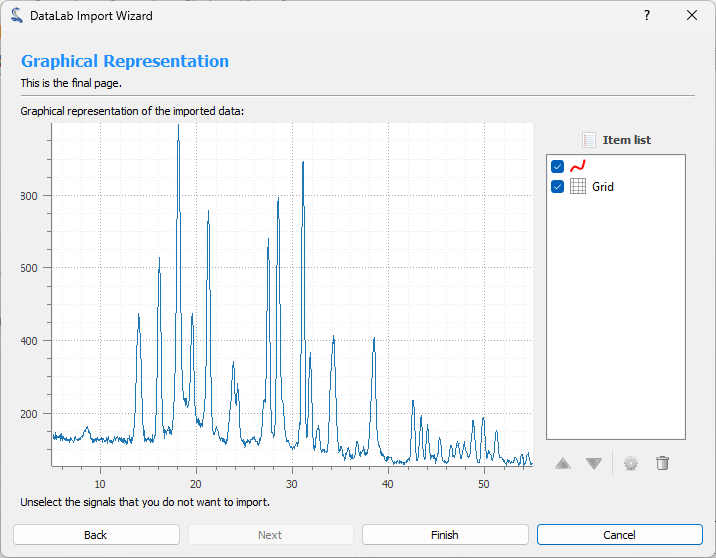 DataLab Import Wizard
Graphical Representation
This is the final page.
Graphical representation of the imported data:
Item list
Grid
800
600
400
200
10 20 30 40 50
Unselect the signals that you do not want to import.
Back Next Finish Cancel